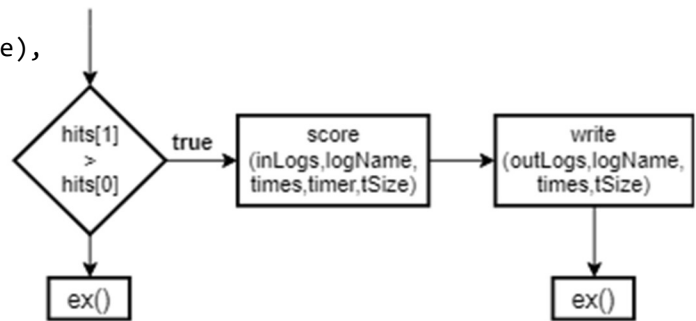 e),
hits[1]
>
hits[0]
true
score
(inLogs,logName,
times,timer,tSize)
write
(outLogs,logName,
times,tSize)
ex()
ex()